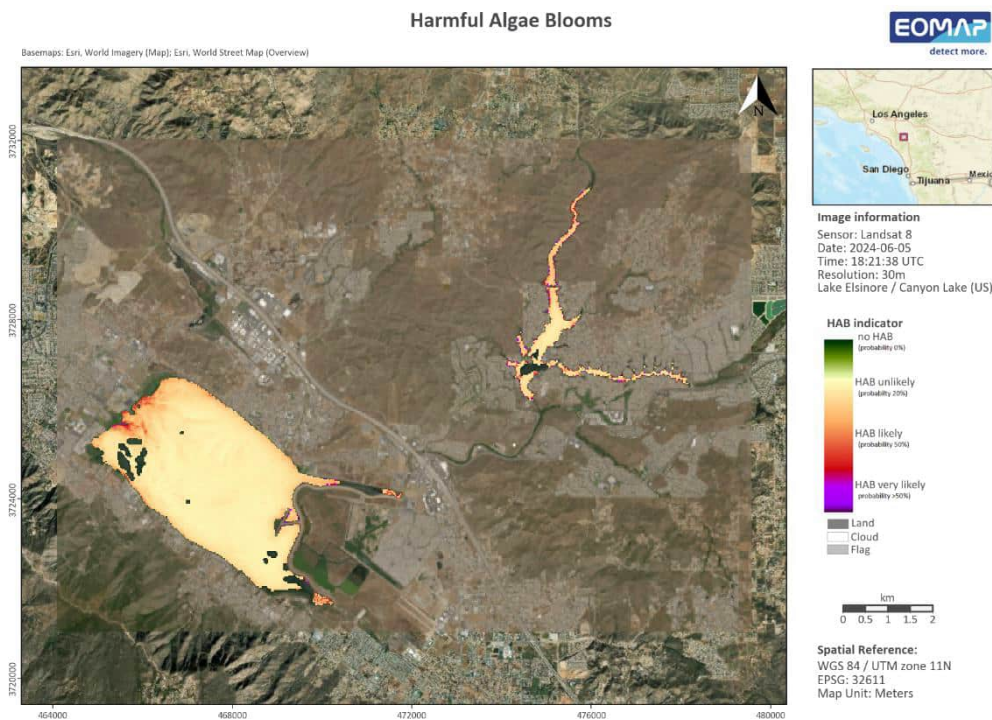 Harmful Algae Blooms
EOMAP
detect more.
Basemaps: Esri, World Imagery (Map); Esri, World Street Map (Overview)
N
3732000
3728000
3724000
3720000
464000
468000
472000
476000
480000
Los Angeles
San Diego
Tijuana
Mexic
Image information
Sensor: Landsat 8
Date: 2024-06-05
Time: 18:21:38 UTC
Resolution: 30m
Lake Elsinore / Canyon Lake (US)
HAB indicator
no HAB
(probability 0%)
HAB unlikely
(probabilty 20%)
HAB likely
(probability 50%)
HAB very likely
probability >50%)
Land
Cloud
Flag
km
0 0.5 1 1.5 2
Spatial Reference:
WGS 84 / UTM zone 11N
EPSG: 32611
Map Unit: Meters